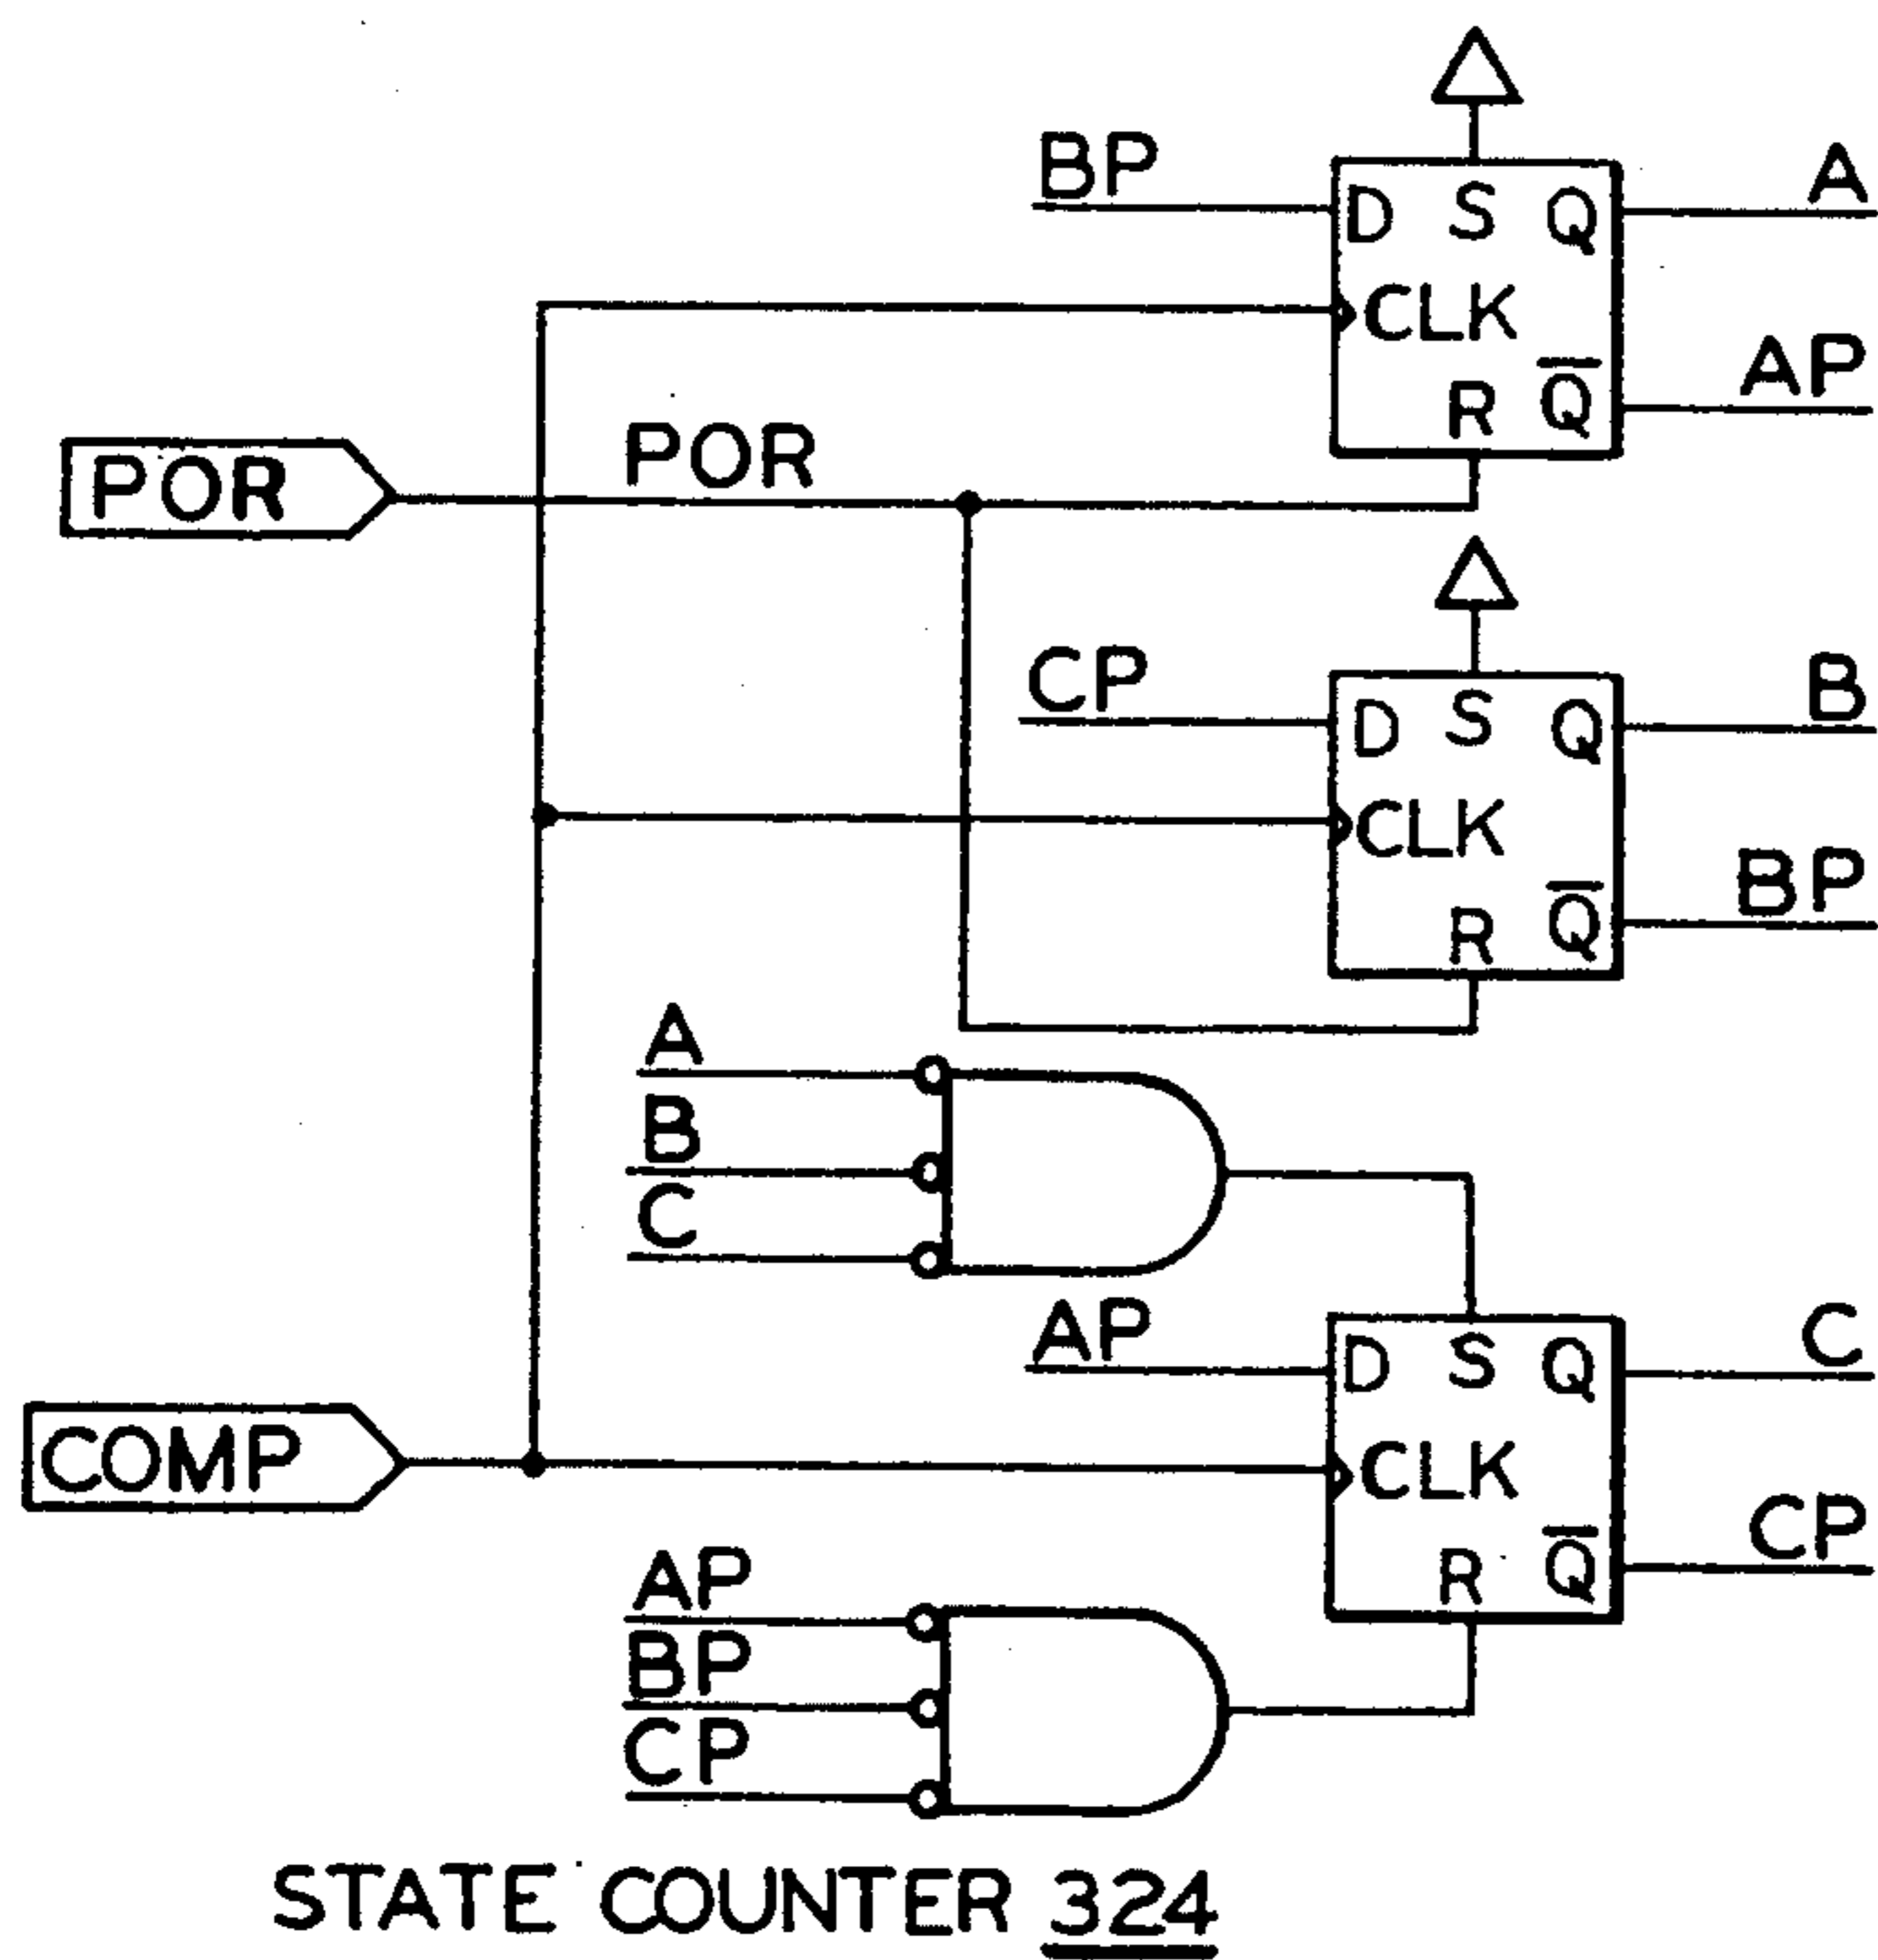 BP
D S Q
A
CLK
R Q̅
AP
POR
POR
CP
D S Q
B
CLK
R Q̅
BP
A
B
C
AP
D S Q
C
COMP
CLK
R Q̅
CP
AP
BP
CP
STATE COUNTER 324